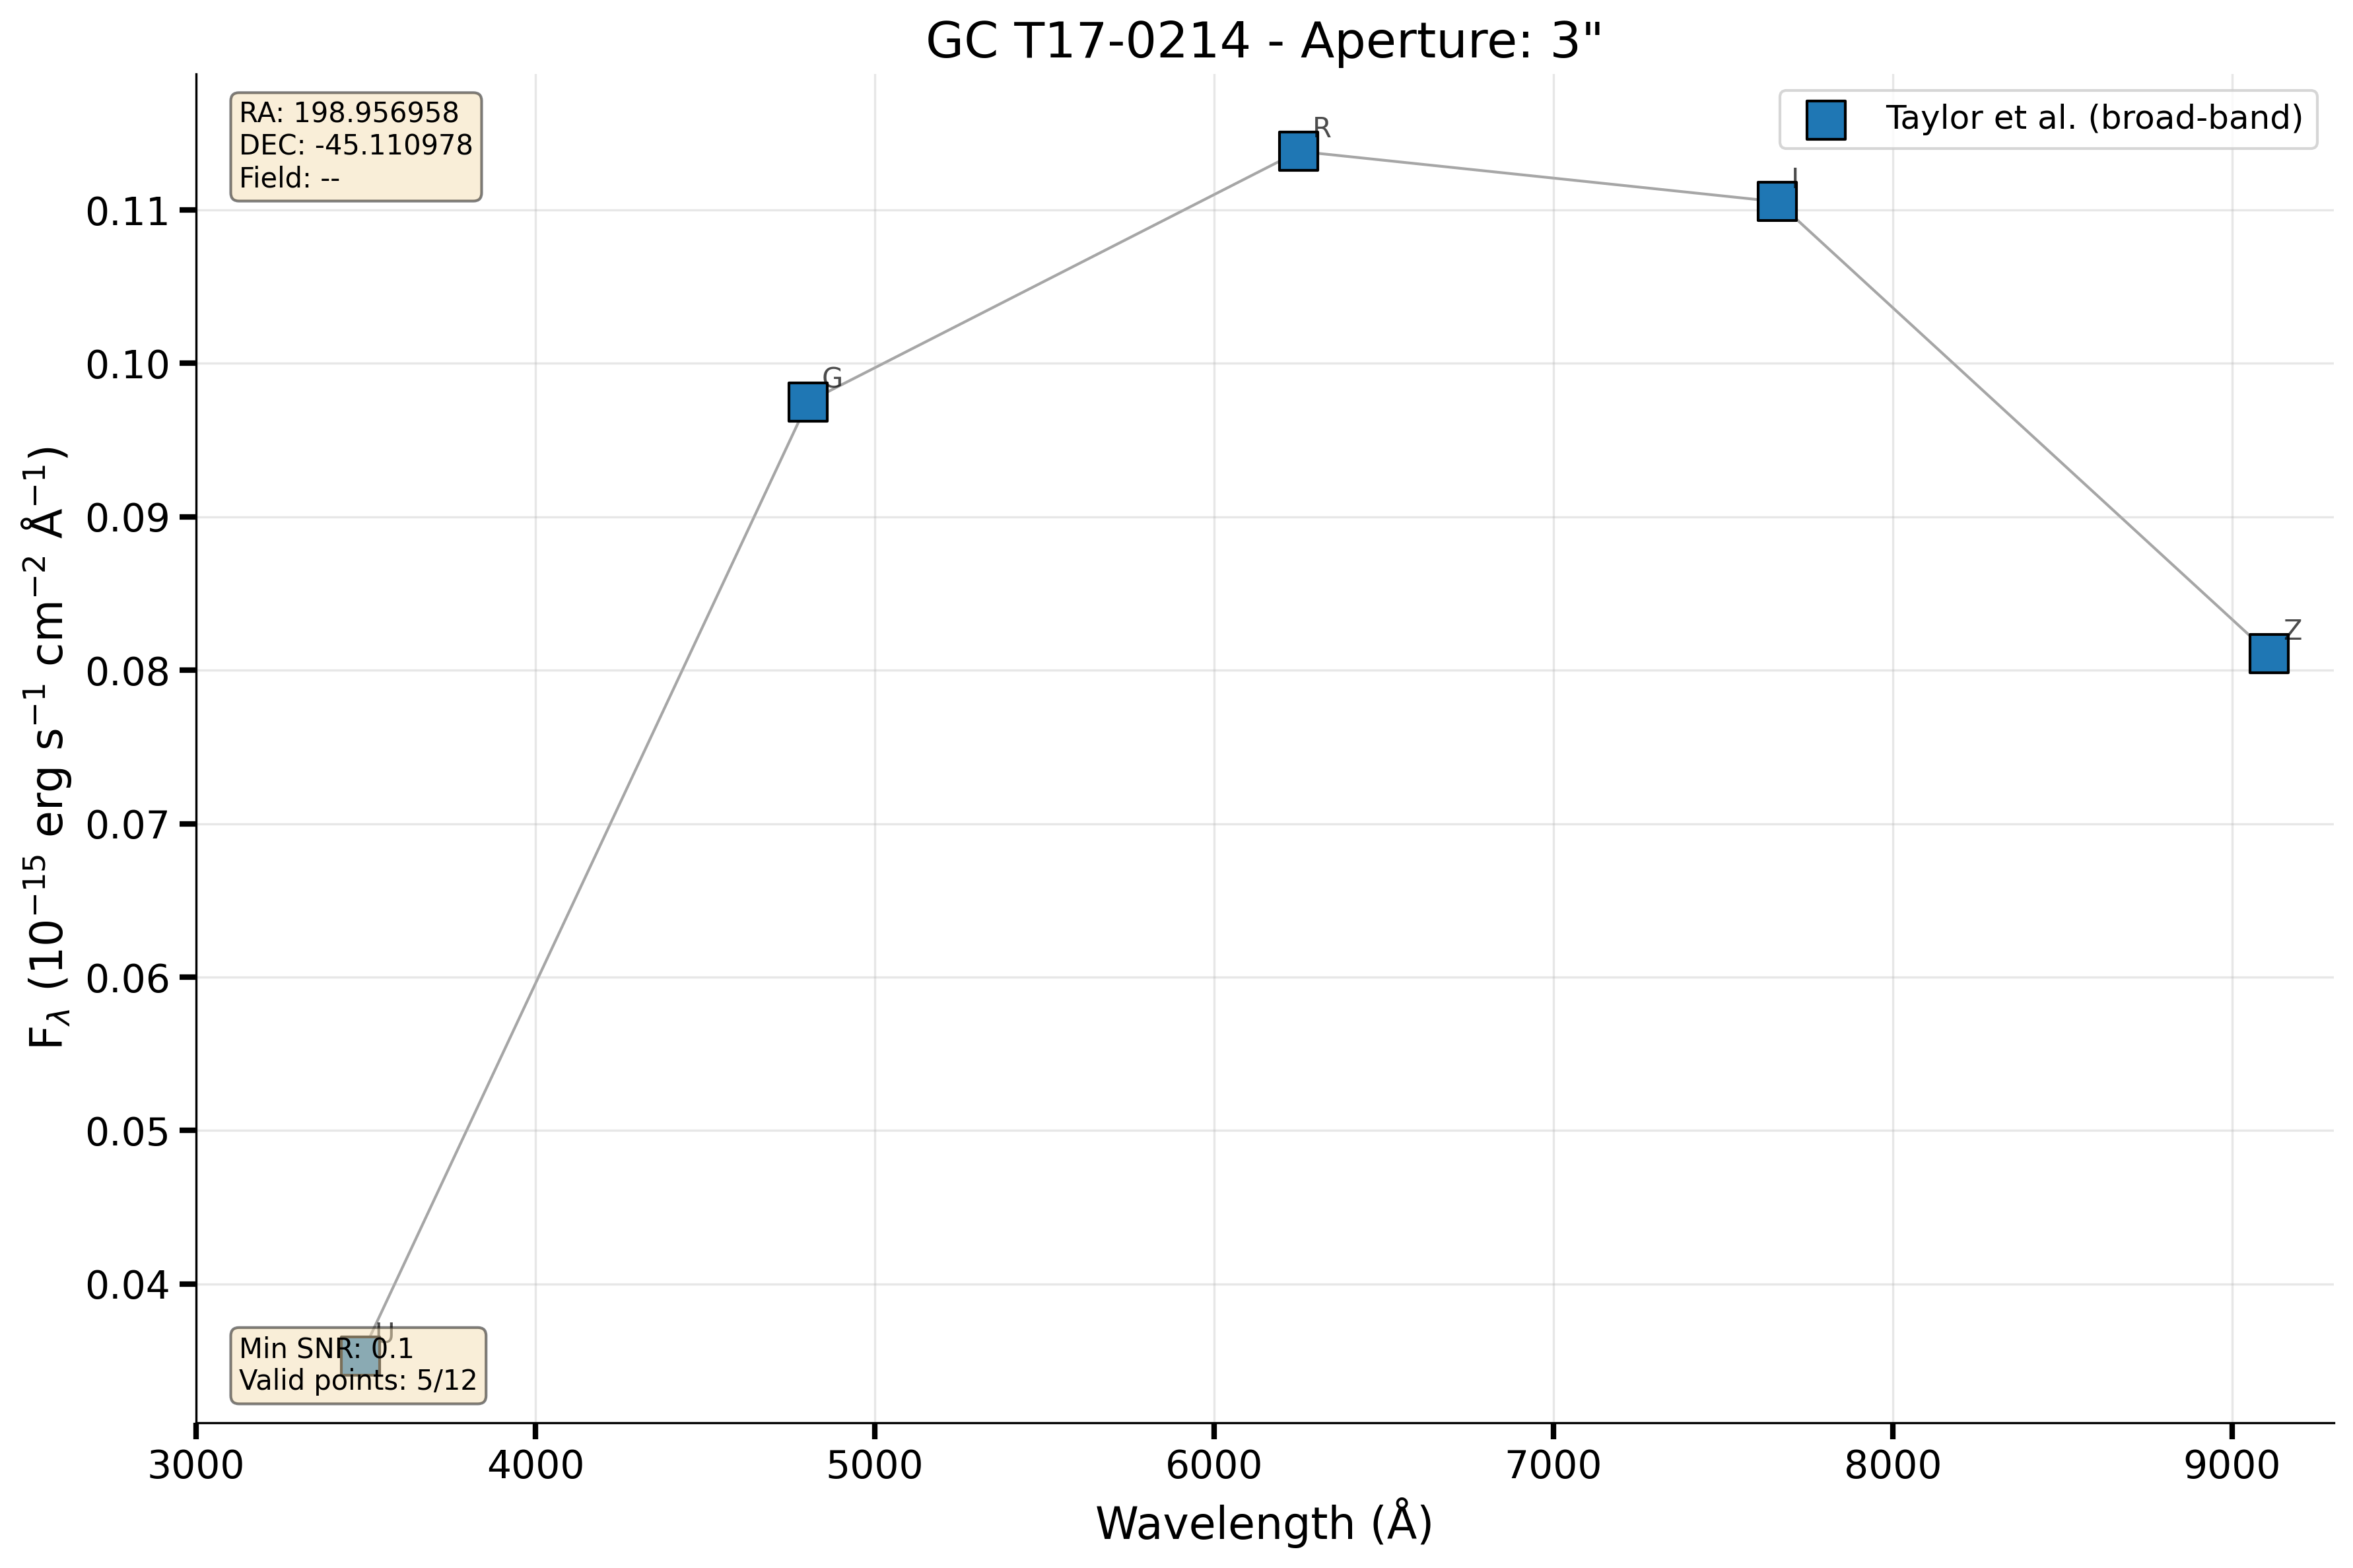 GC T17-0214 - Aperture: 3"
RA: 198.956958
DEC: -45.110978
Field: --
Taylor et al. (broad-band)
R
I
G
Z
U
0.11
0.10
0.09
0.08
0.07
0.06
0.05
0.04
F_λ (10⁻¹⁵ erg s⁻¹ cm⁻² Å⁻¹)
Min SNR: 0.1
Valid points: 5/12
3000 4000 5000 6000 7000 8000 9000
Wavelength (Å)